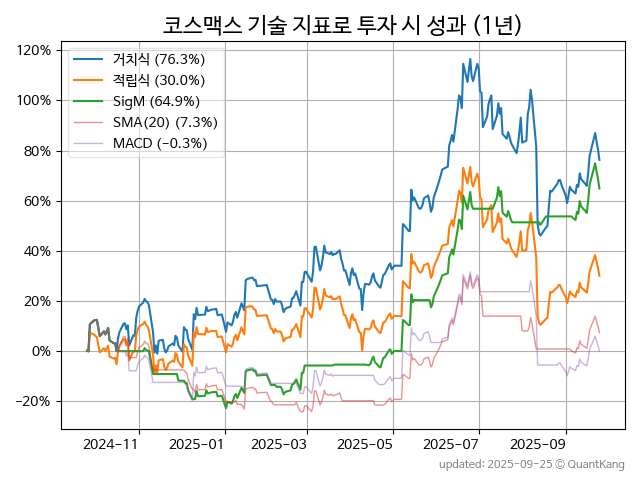 코스맥스 기술 지표로 투자 시 성과 (1년)
120%
100%
80%
60%
40%
20%
0%
−20%
거치식 (76.3%)
적립식 (30.0%)
SigM (64.9%)
SMA(20) (7.3%)
MACD (−0.3%)
2024-11
2025-01
2025-03
2025-05
2025-07
2025-09
updated: 2025-09-25 © QuantKang